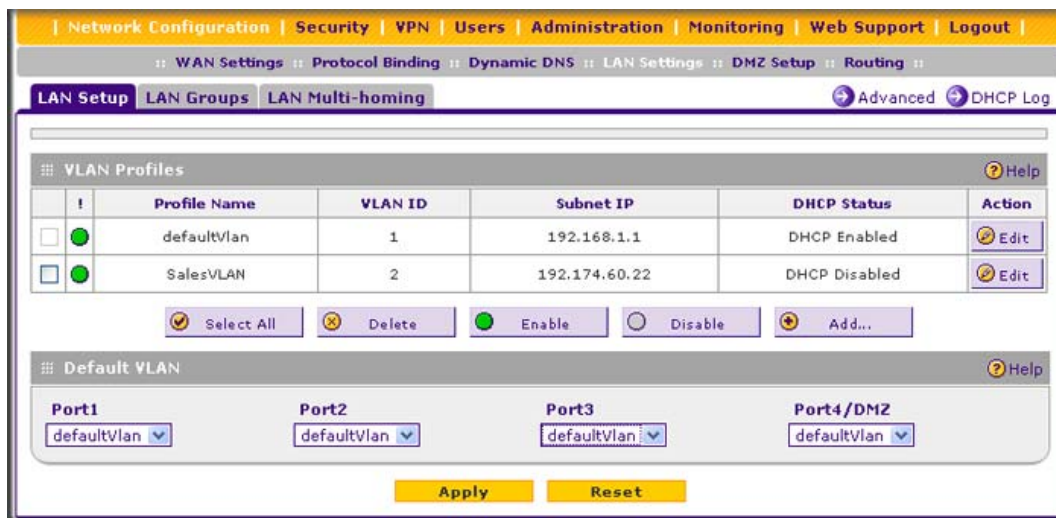 | Network Configuration | Security | VPN | Users | Administration | Monitoring | Web Support | Logout |
:: WAN Settings :: Protocol Binding :: Dynamic DNS :: LAN Settings :: DMZ Setup :: Routing ::
LAN Setup LAN Groups LAN Multi-homing Advanced DHCP Log
VLAN Profiles ? Help
! Profile Name VLAN ID Subnet IP DHCP Status Action
defaultVlan 1 192.168.1.1 DHCP Enabled Edit
SalesVLAN 2 192.174.60.22 DHCP Disabled Edit
Select All Delete Enable Disable Add...
Default VLAN ? Help
Port1 Port2 Port3 Port4/DMZ
defaultVlan defaultVlan defaultVlan defaultVlan
Apply Reset